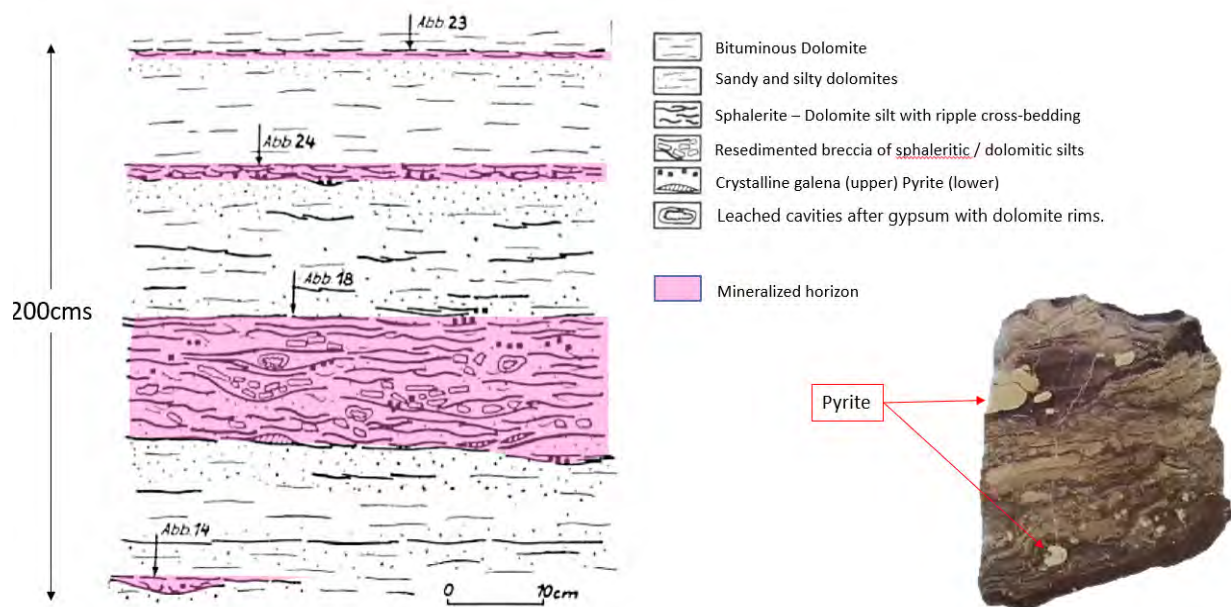 Abb. 23
Abb. 24
Abb. 18
200cms
Abb. 14
0 10cm
Bituminous Dolomite
Sandy and silty dolomites
Sphalerite – Dolomite silt with ripple cross-bedding
Resedimented breccia of sphaleritic / dolomitic silts
Crystalline galena (upper) Pyrite (lower)
Leached cavities after gypsum with dolomite rims.
Mineralized horizon
Pyrite